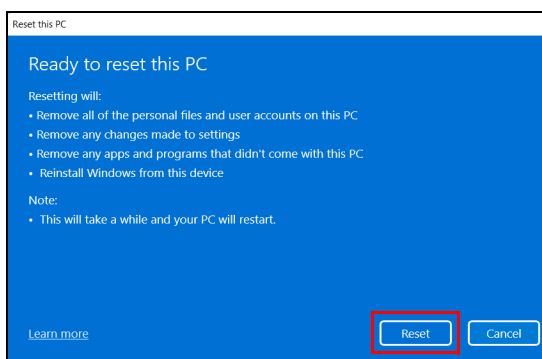 Reset this PC
Ready to reset this PC
Resetting will:
• Remove all of the personal files and user accounts on this PC
• Remove any changes made to settings
• Remove any apps and programs that didn't come with this PC
• Reinstall Windows from this device
Note:
• This will take a while and your PC will restart.
Learn more
Reset
Cancel